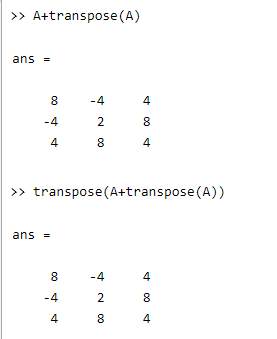 >> A+transpose(A)
ans =
8 -4 4
-4 2 8
4 8 4
>> transpose(A+transpose(A))
ans =
8 -4 4
-4 2 8
4 8 4